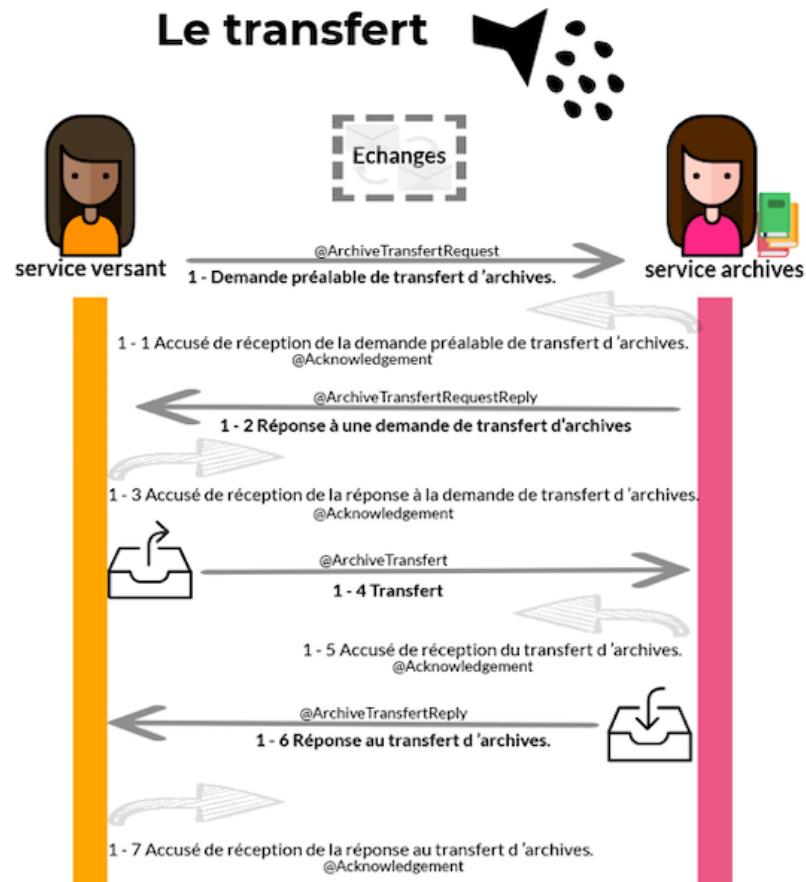 Le transfert
Echanges
service versant
service archives
@ArchiveTransfertRequest
1 - Demande préalable de transfert d 'archives.
1 - 1 Accusé de réception de la demande préalable de transfert d 'archives.
@Acknowledgement
@ArchiveTransfertRequestReply
1 - 2 Réponse à une demande de transfert d'archives
1 - 3 Accusé de réception de la réponse à la demande de transfert d 'archives.
@Acknowledgement
@ArchiveTransfert
1 - 4 Transfert
1 - 5 Accusé de réception du transfert d 'archives.
@Acknowledgement
@ArchiveTransfertReply
1 - 6 Réponse au transfert d 'archives.
1 - 7 Accusé de réception de la réponse au transfert d 'archives.
@Acknowledgement